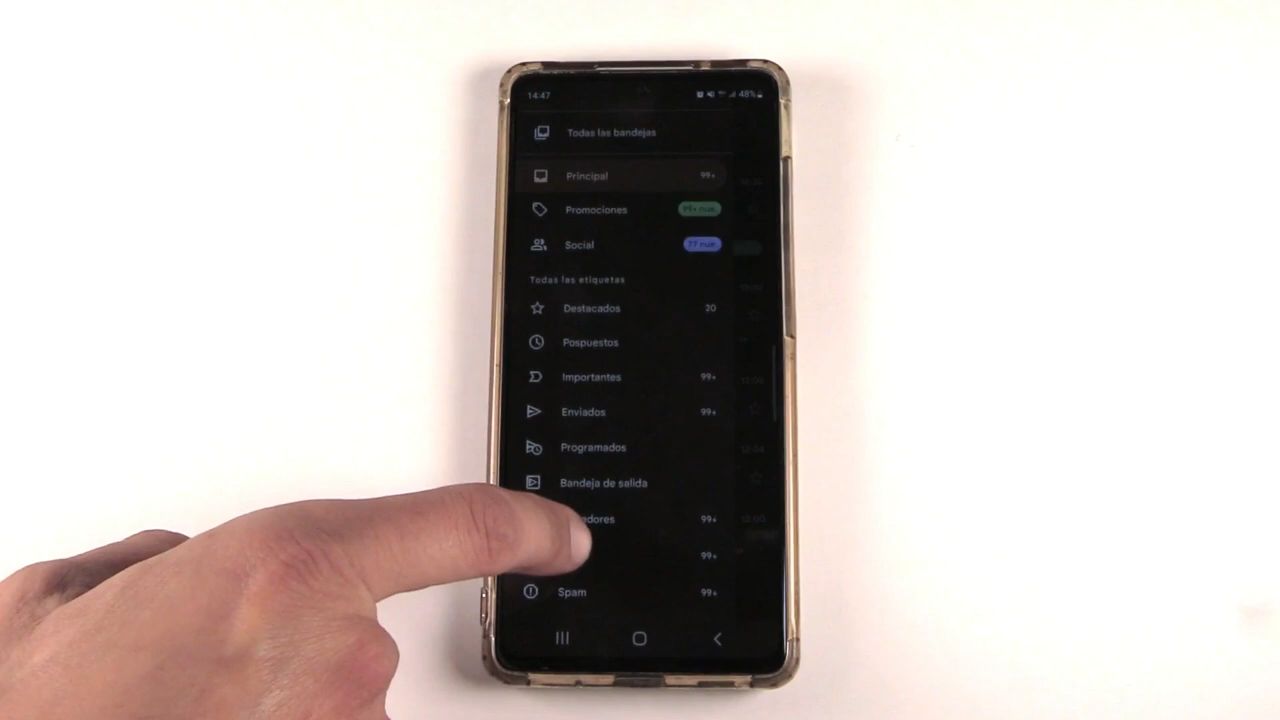 14:47 48%
Todas las bandejas
Principal 99+
Promociones 99+ nue.
Social 77 nue.
Todas las etiquetas
Destacados 20
Pospuestos
Importantes 99+
Enviados 99+
Programados
Bandeja de salida
adores 99+
99+
Spam 99+